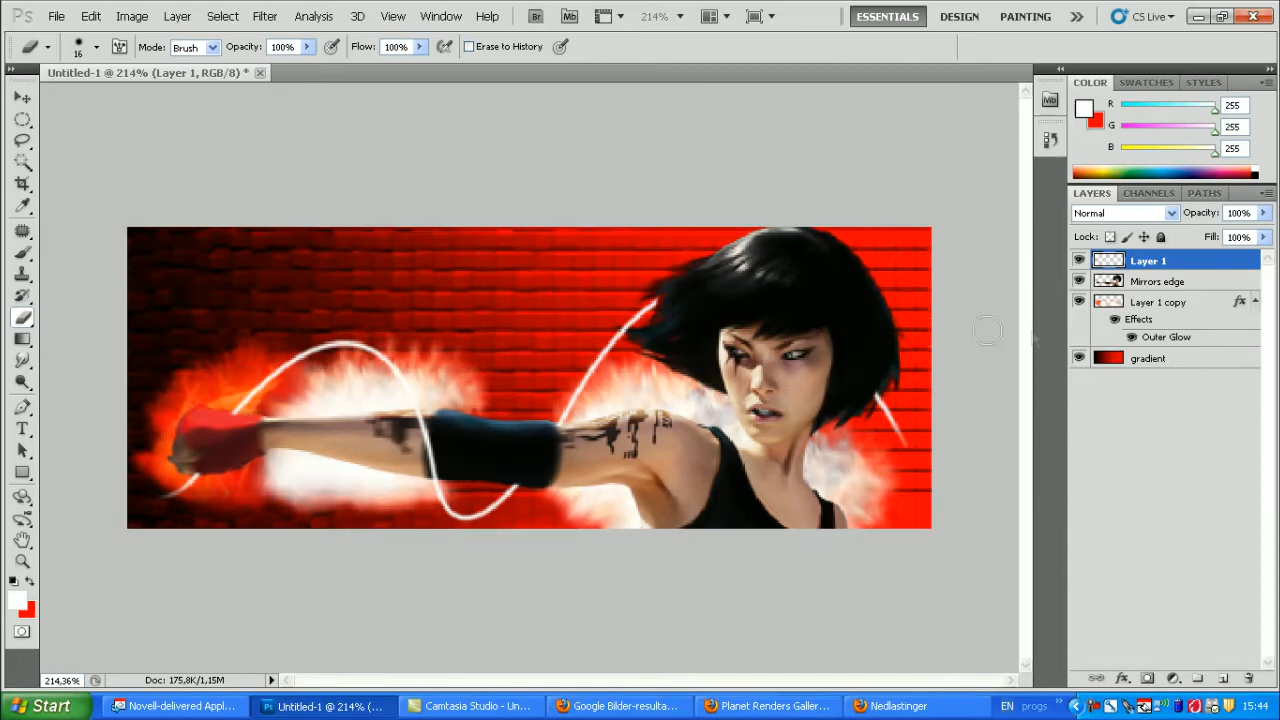 Ps File Edit Image Layer Select Filter Analysis 3D View Window Help Br Mb 214% ESSENTIALS DESIGN PAINTING CS Live
16 Mode: Brush Opacity: 100% Flow: 100% Erase to History
Untitled-1 @ 214% (Layer 1, RGB/8) *
COLOR SWATCHES STYLES
Mb
R 255
G 255
B 255
LAYERS CHANNELS PATHS
Normal Opacity: 100%
Lock: Fill: 100%
Layer 1
Mirrors edge
Layer 1 copy fx
Effects
Outer Glow
gradient
T
214,36% Doc: 175,8K/1,15M
fx
Start Novell-delivered Appl... Ps Untitled-1 @ 214% (... Camtasia Studio - Un... Google Bilder-resulta... Planet Renders Galler... Nedlastinger EN progs 15:44